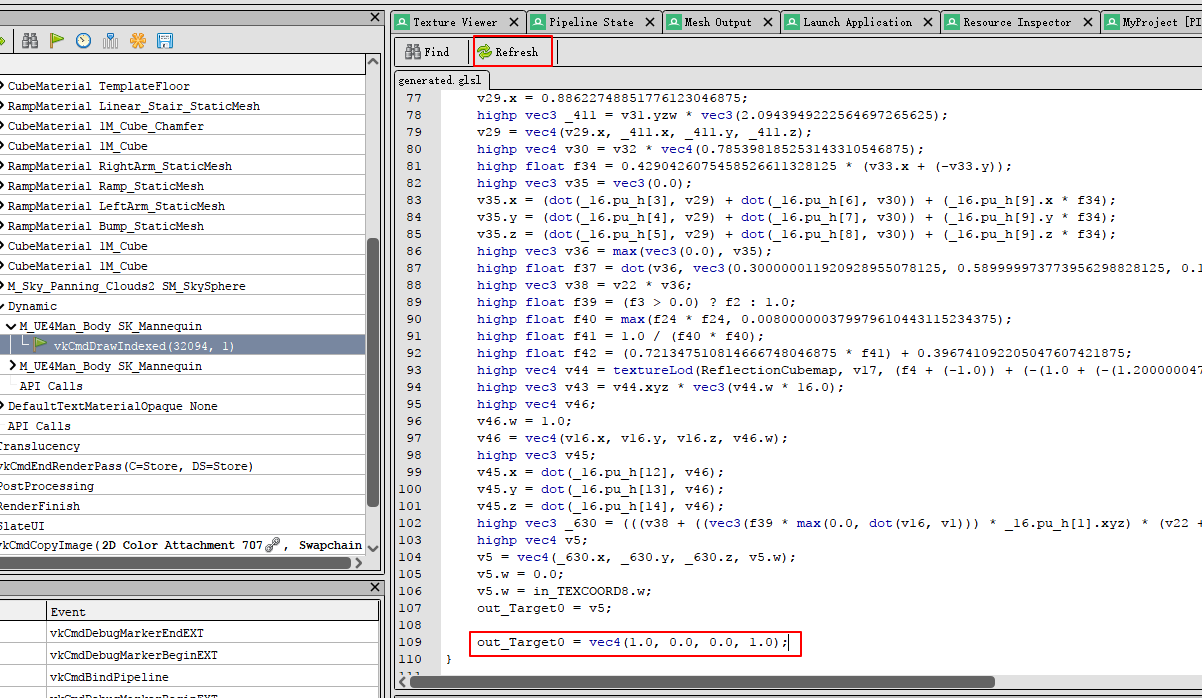 Texture Viewer
Pipeline State
Mesh Output
Launch Application
Resource Inspector
MyProject [P
Find
Refresh
generated.glsl
CubeMaterial TemplateFloor
RampMaterial Linear_Stair_StaticMesh
CubeMaterial 1M_Cube_Chamfer
CubeMaterial 1M_Cube
RampMaterial RightArm_StaticMesh
RampMaterial Ramp_StaticMesh
RampMaterial LeftArm_StaticMesh
RampMaterial Bump_StaticMesh
CubeMaterial 1M_Cube
CubeMaterial 1M_Cube
M_Sky_Panning_Clouds2 SM_SkySphere
Dynamic
M_UE4Man_Body SK_Mannequin
vkCmdDrawIndexed(32094, 1)
M_UE4Man_Body SK_Mannequin
API Calls
DefaultTextMaterialOpaque None
API Calls
Translucency
vkCmdEndRenderPass(C=Store, DS=Store)
PostProcessing
RenderFinish
SlateUI
vkCmdCopyImage(2D Color Attachment 707, Swapchain
Event
vkCmdDebugMarkerEndEXT
vkCmdDebugMarkerBeginEXT
vkCmdBindPipeline
vkCmdDebugMarkerBeginEXT
77 v29.x = 0.88622748851776123046875;
78 highp vec3 _411 = v31.yzw * vec3(2.0943949222564697265625);
79 v29 = vec4(v29.x, _411.x, _411.y, _411.z);
80 highp vec4 v30 = v32 * vec4(0.785398185253143310546875);
81 highp float f34 = 0.4290426075458526611328125 * (v33.x + (-v33.y));
82 highp vec3 v35 = vec3(0.0);
83 v35.x = (dot(_16.pu_h[3], v29) + dot(_16.pu_h[6], v30)) + (_16.pu_h[9].x * f34);
84 v35.y = (dot(_16.pu_h[4], v29) + dot(_16.pu_h[7], v30)) + (_16.pu_h[9].y * f34);
85 v35.z = (dot(_16.pu_h[5], v29) + dot(_16.pu_h[8], v30)) + (_16.pu_h[9].z * f34);
86 highp vec3 v36 = max(vec3(0.0), v35);
87 highp float f37 = dot(v36, vec3(0.300000011920928955078125, 0.589999973773956298828125, 0.1
88 highp vec3 v38 = v22 * v36;
89 highp float f39 = (f3 > 0.0) ? f2 : 1.0;
90 highp float f40 = max(f24 * f24, 0.008000000379979610443115234375);
91 highp float f41 = 1.0 / (f40 * f40);
92 highp float f42 = (0.721347510814666748046875 * f41) + 0.396741092205047607421875;
93 highp vec4 v44 = textureLod(ReflectionCubemap, v17, (f4 + (-1.0)) + (-(1.0 + (-(1.200000047
94 highp vec3 v43 = v44.xyz * vec3(v44.w * 16.0);
95 highp vec4 v46;
96 v46.w = 1.0;
97 v46 = vec4(v16.x, v16.y, v16.z, v46.w);
98 highp vec3 v45;
99 v45.x = dot(_16.pu_h[12], v46);
100 v45.y = dot(_16.pu_h[13], v46);
101 v45.z = dot(_16.pu_h[14], v46);
102 highp vec3 _630 = (((v38 + ((vec3(f39 * max(0.0, dot(v16, v1))) * _16.pu_h[1].xyz) * (v22 +
103 highp vec4 v5;
104 v5 = vec4(_630.x, _630.y, _630.z, v5.w);
105 v5.w = 0.0;
106 v5.w = in_TEXCOORD8.w;
107 out_Target0 = v5;
108
109 out_Target0 = vec4(1.0, 0.0, 0.0, 1.0);
110 }